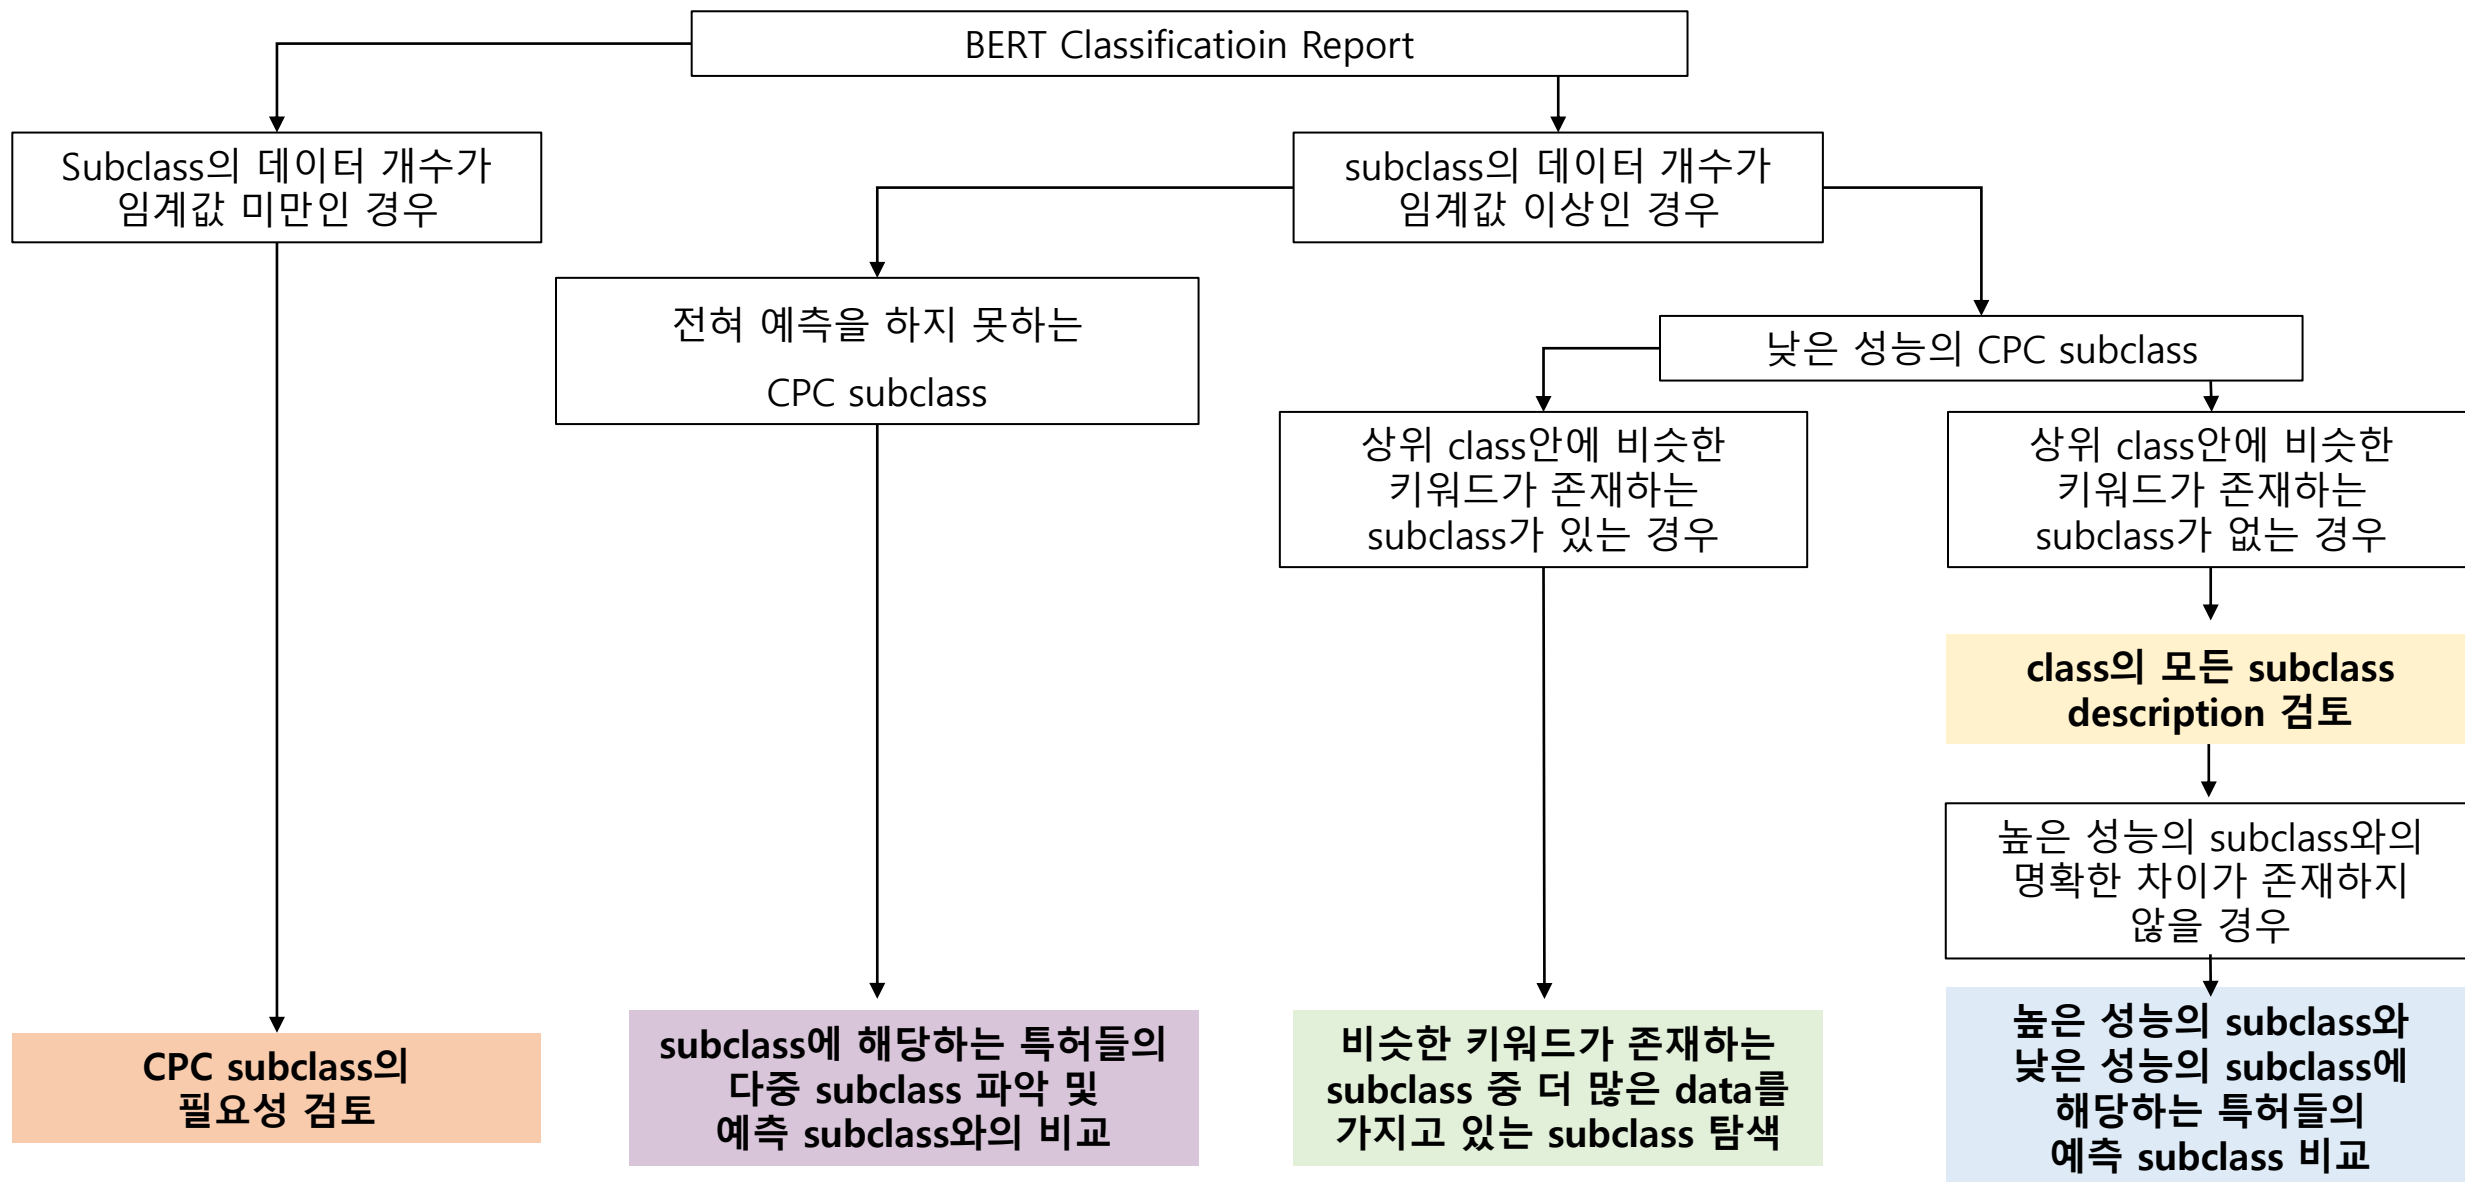 BERT Classificatioin Report
Subclass의 데이터 개수가
임계값 미만인 경우
subclass의 데이터 개수가
임계값 이상인 경우
전혀 예측을 하지 못하는
CPC subclass
낮은 성능의 CPC subclass
상위 class안에 비슷한
키워드가 존재하는
subclass가 있는 경우
상위 class안에 비슷한
키워드가 존재하는
subclass가 없는 경우
class의 모든 subclass
description 검토
높은 성능의 subclass와의
명확한 차이가 존재하지
않을 경우
CPC subclass의
필요성 검토
subclass에 해당하는 특허들의
다중 subclass 파악 및
예측 subclass와의 비교
비슷한 키워드가 존재하는
subclass 중 더 많은 data를
가지고 있는 subclass 탐색
높은 성능의 subclass와
낮은 성능의 subclass에
해당하는 특허들의
예측 subclass 비교